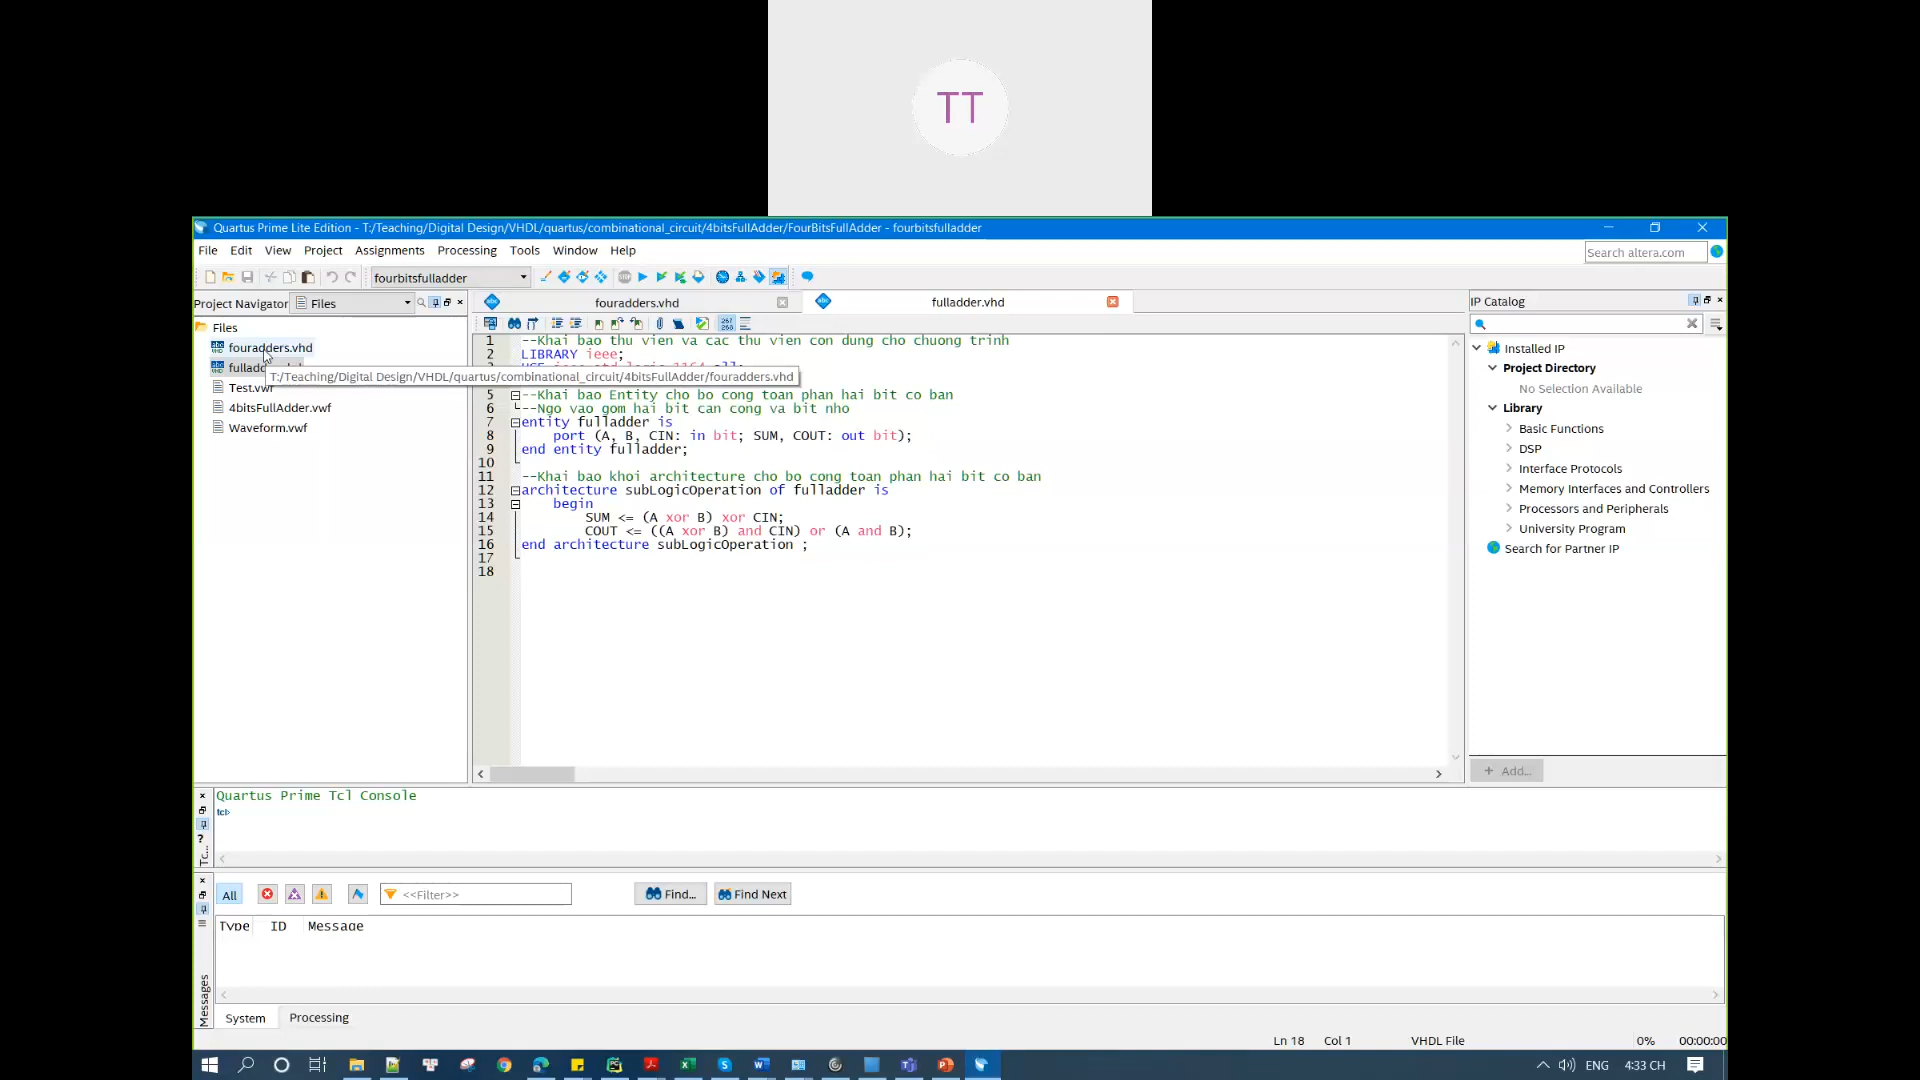 TT
Quartus Prime Lite Edition - T:/Teaching/Digital Design/VHDL/quartus/combinational_circuit/4bitsFullAdder/FourBitsFullAdder - fourbitsfulladder
File Edit View Project Assignments Processing Tools Window Help
Search altera.com
fourbitsfulladder
Project Navigator Files
fouradders.vhd
fulladder.vhd
IP Catalog
Files
fouradders.vhd
Test.vwf
4bitsFullAdder.vwf
Waveform.vwf
T:/Teaching/Digital Design/VHDL/quartus/combinational_circuit/4bitsFullAdder/fouradders.vhd
1 --Khai bao thu vien va cac thu vien con dung cho chuong trinh
2 LIBRARY ieee;
5 --Khai bao Entity cho bo cong toan phan hai bit co ban
6 --Ngo vao gom hai bit can cong va bit nho
7 entity fulladder is
8 port (A, B, CIN: in bit; SUM, COUT: out bit);
9 end entity fulladder;
10
11 --Khai bao khoi architecture cho bo cong toan phan hai bit co ban
12 architecture subLogicOperation of fulladder is
13 begin
14 SUM <= (A xor B) xor CIN;
15 COUT <= ((A xor B) and CIN) or (A and B);
16 end architecture subLogicOperation ;
17
18
Installed IP
Project Directory
No Selection Available
Library
Basic Functions
DSP
Interface Protocols
Memory Interfaces and Controllers
Processors and Peripherals
University Program
Search for Partner IP
+ Add...
Quartus Prime Tcl Console
tcl>
Tc...
All <<Filter>> Find... Find Next
Type ID Message
Messages
System Processing
Ln 18 Col 1 VHDL File 0% 00:00:00
ENG 4:33 CH